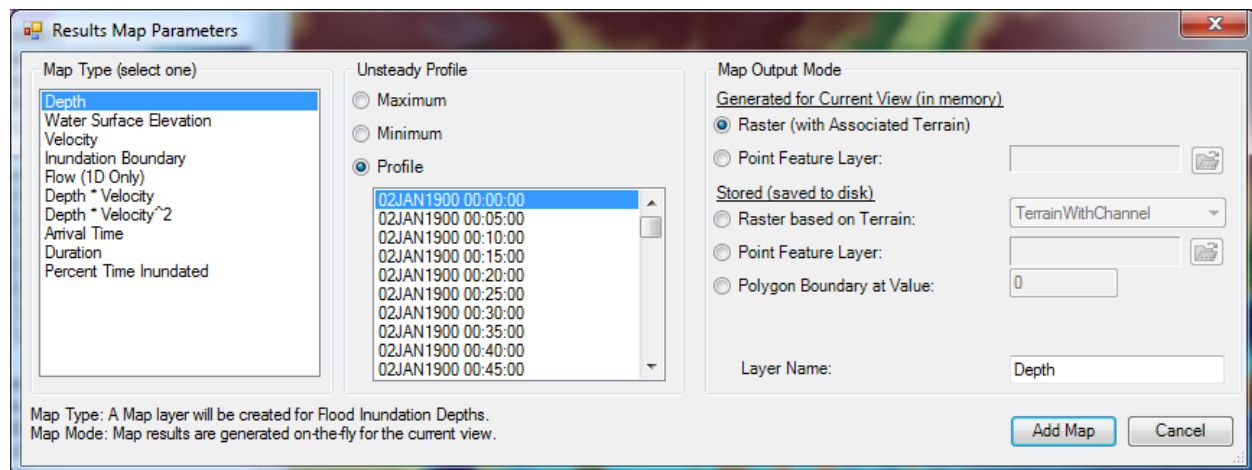 Results Map Parameters
Map Type (select one)
Depth
Water Surface Elevation
Velocity
Inundation Boundary
Flow (1D Only)
Depth * Velocity
Depth * Velocity^2
Arrival Time
Duration
Percent Time Inundated
Unsteady Profile
Maximum
Minimum
Profile
02JAN1900 00:00:00
02JAN1900 00:05:00
02JAN1900 00:10:00
02JAN1900 00:15:00
02JAN1900 00:20:00
02JAN1900 00:25:00
02JAN1900 00:30:00
02JAN1900 00:35:00
02JAN1900 00:40:00
02JAN1900 00:45:00
Map Output Mode
Generated for Current View (in memory)
Raster (with Associated Terrain)
Point Feature Layer:
Stored (saved to disk)
Raster based on Terrain: TerrainWithChannel
Point Feature Layer:
Polygon Boundary at Value: 0
Layer Name: Depth
Map Type: A Map layer will be created for Flood Inundation Depths.
Map Mode: Map results are generated on-the-fly for the current view.
Add Map Cancel